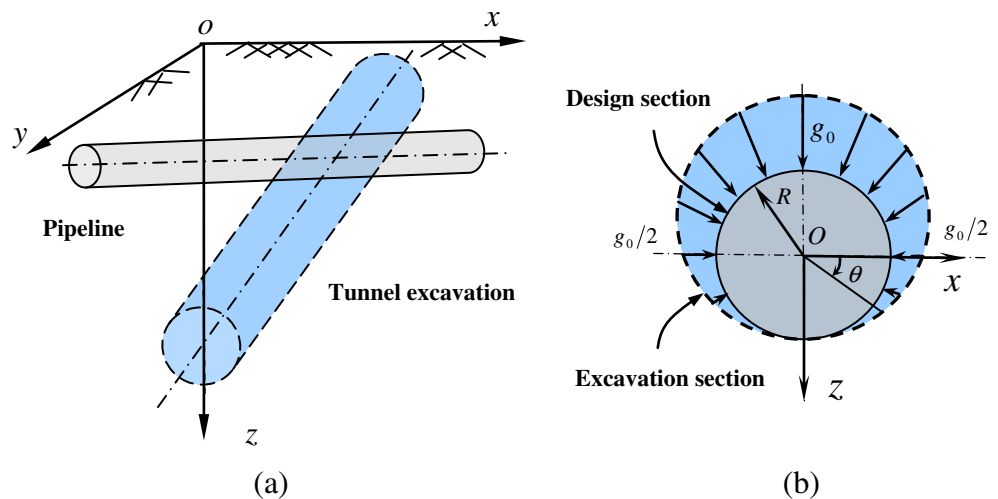 o
x
y
Pipeline
Tunnel excavation
z
(a)
Design section
g₀
R
g₀/2
O
g₀/2
θ
x
Excavation section
z
(b)